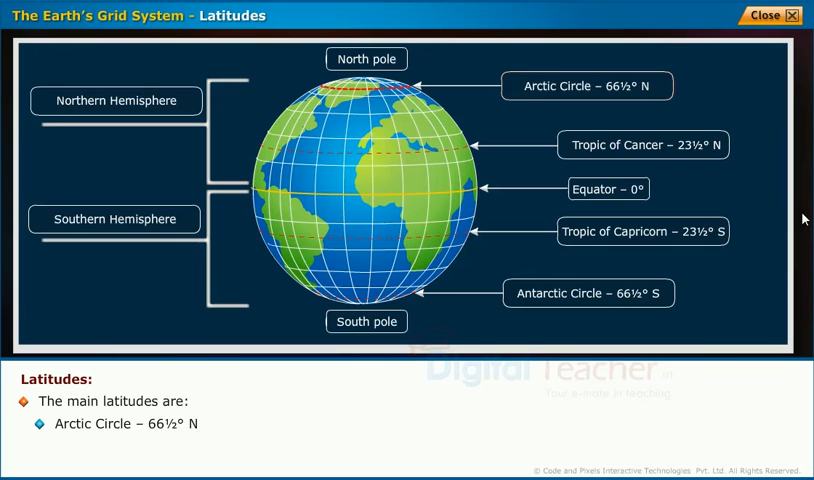 The Earth's Grid System - Latitudes
Close
North pole
Northern Hemisphere
Arctic Circle – 66½° N
Tropic of Cancer – 23½° N
Equator – 0°
Southern Hemisphere
Tropic of Capricorn – 23½° S
Antarctic Circle – 66½° S
South pole
Digital Teacher.in
Your e-mate in teaching
Latitudes:
The main latitudes are:
Arctic Circle – 66½° N
© Code and Pixels Interactive Technologies Pvt. Ltd. All Rights Reserved.